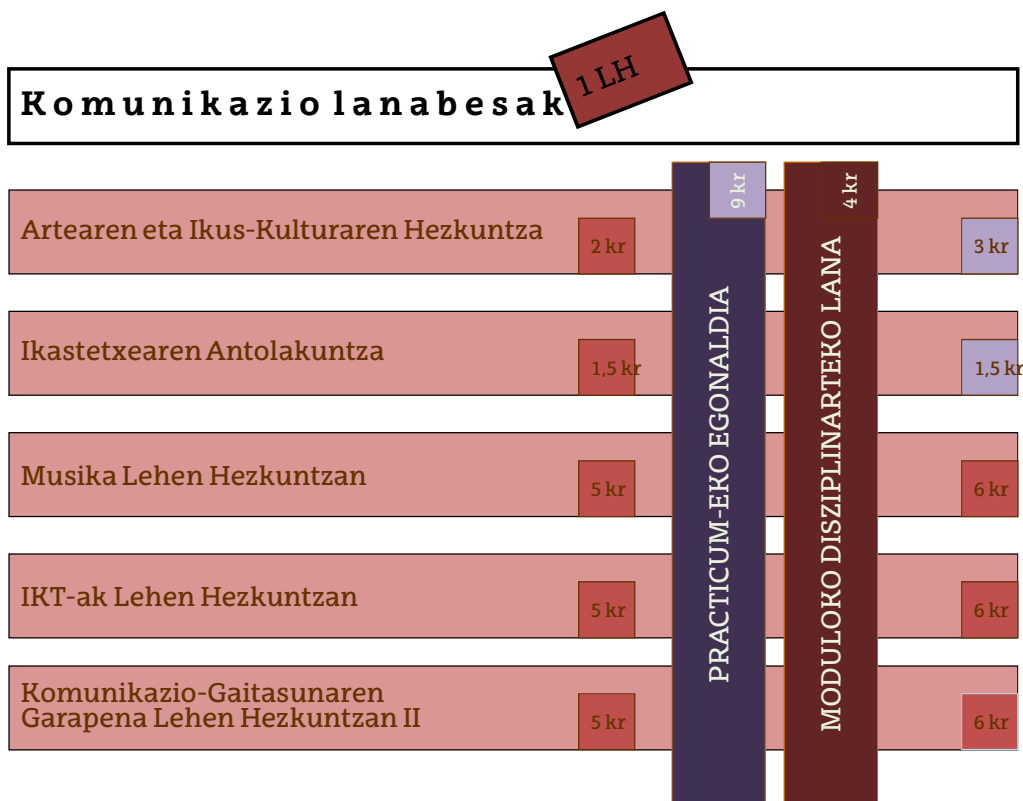 1 LH
Komunikazio lanabesak
9 kr
4 kr
Artearen eta Ikus-Kulturaren Hezkuntza
2 kr
3 kr
Ikastetxearen Antolakuntza
1,5 kr
1,5 kr
Musika Lehen Hezkuntzan
5 kr
6 kr
IKT-ak Lehen Hezkuntzan
5 kr
6 kr
Komunikazio-Gaitasunaren
Garapena Lehen Hezkuntzan II
5 kr
6 kr
PRACTICUM-EKO EGONALDIA
MODULOKO DISZIPLINARTEKO LANA